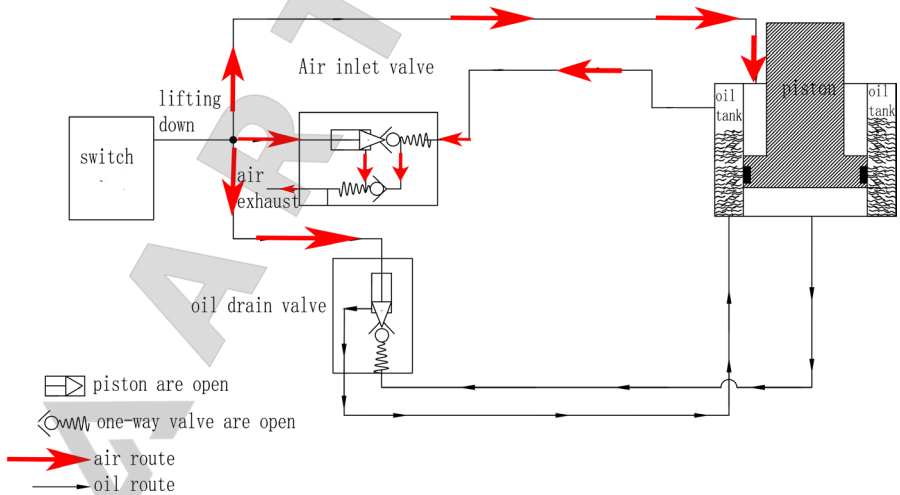 Air inlet valve
lifting
down
switch
air
exhaust
oil drain valve
oil
tank
piston
oil
tank
piston are open
one-way valve are open
air route
oil route